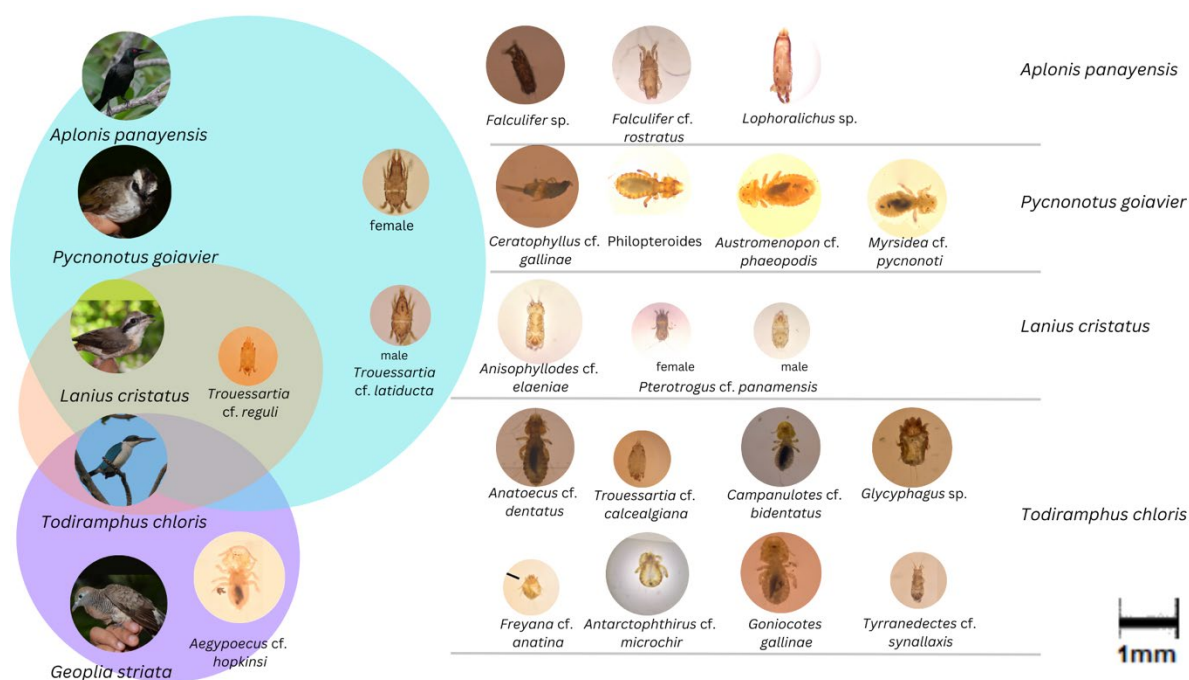 Aplonis panayensis
Pycnonotus goiavier
Lanius cristatus
Todiramphus chloris
Geoplia striata
female
male
Trouessartia
cf. latiducta
Trouessartia
cf. reguli
Aegypoecus cf.
hopkinsi
Falculifer sp.
Falculifer cf.
rostratus
Lophoralichus sp.
Aplonis panayensis
Ceratophyllus cf.
gallinae
Philopteroides
Austromenopon cf.
phaeopodis
Myrsidea cf.
pycnonoti
Pycnonotus goiavier
Anisophyllodes cf.
elaeniae
female
male
Pterotrogus cf. panamensis
Lanius cristatus
Anatoecus cf.
dentatus
Trouessartia cf.
calcealgiana
Campanulotes cf.
bidentatus
Glycyphagus sp.
Todiramphus chloris
Freyana cf.
anatina
Antarctophthirus cf.
microchir
Goniocotes
gallinae
Tyrranedectes cf.
synallaxis
1mm